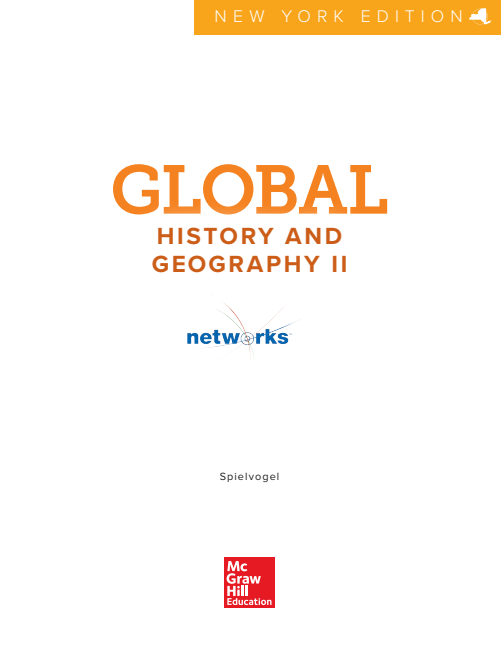 NEW YORK EDITION
GLOBAL
HISTORY AND
GEOGRAPHY II
networks
Spielvogel
Mc
Graw
Hill
Education